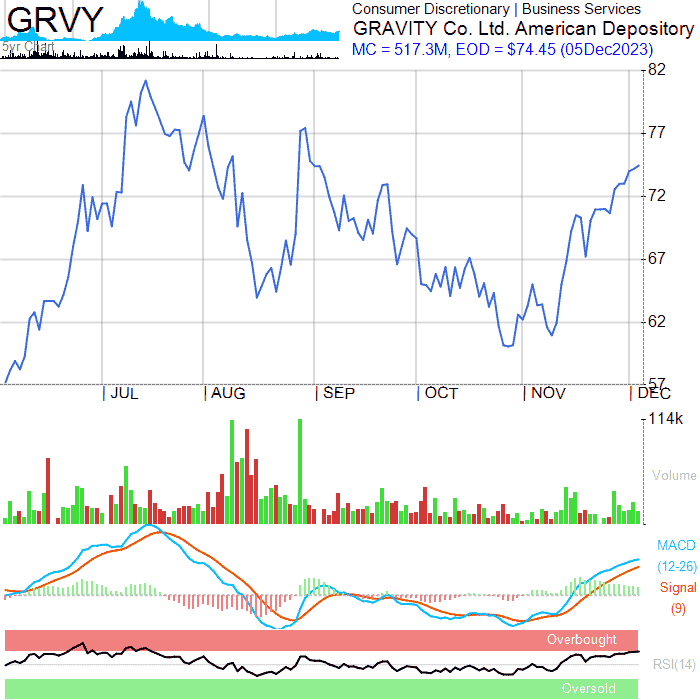 GRVY
Consumer Discretionary | Business Services
GRAVITY Co. Ltd. American Depository
5yr Chart
MC = 517.3M, EOD = $74.45 (05Dec2023)
82
77
72
67
62
57
JUL
AUG
SEP
OCT
NOV
DEC
114k
Volume
MACD
(12-26)
Signal
(9)
Overbought
RSI(14)
Oversold